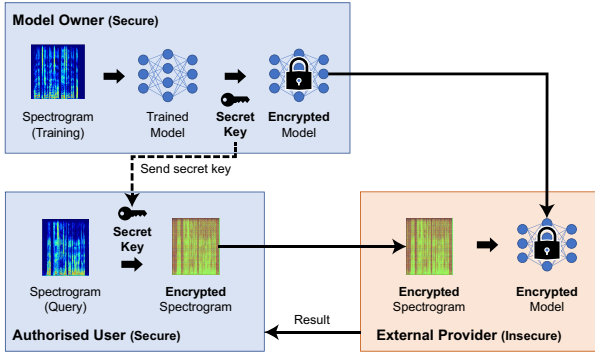 Model Owner (Secure)
Spectrogram
(Training)
Trained
Model
Secret
Key
Encrypted
Model
Send secret key
Secret
Key
Spectrogram
(Query)
Encrypted
Spectrogram
Authorised User (Secure)
Result
Encrypted
Spectrogram
Encrypted
Model
External Provider (Insecure)